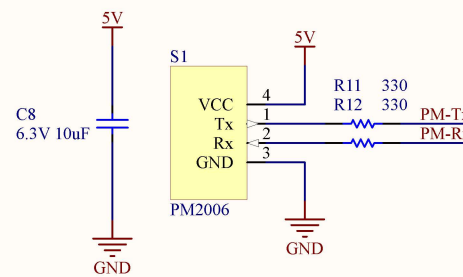 5V
C8
6.3V 10uF
GND
S1
5V
VCC 4
Tx 1
Rx 2
GND 3
PM2006
R11 330
R12 330
PM-Tx
PM-R
GND